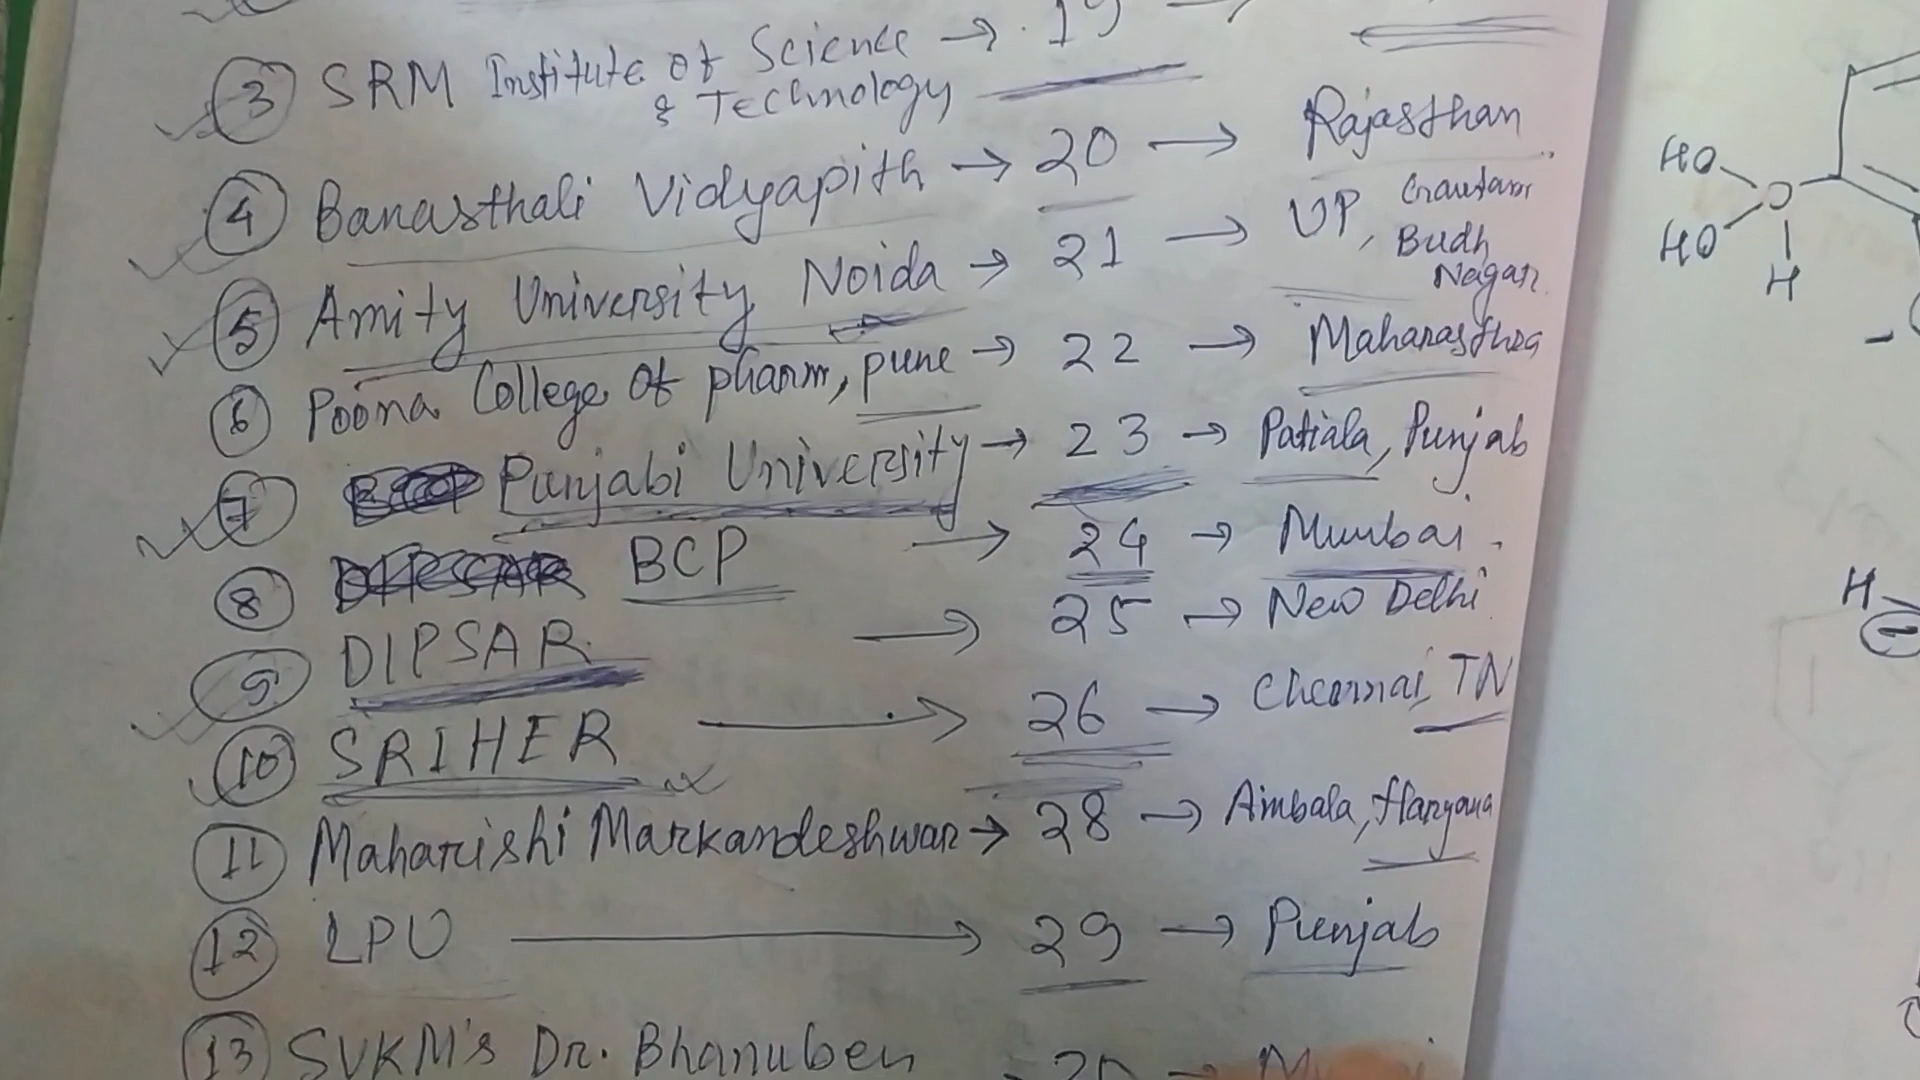 ③ SRM Institute of Science → 19 →
& Technology
④ Banasthali Vidyapith → 20 → Rajasthan
⑤ Amity University Noida → 21 → UP, Gautam
Budh
Nagar
⑥ Poona College of pharm, pune → 22 → Maharasthra
⑦ Punjabi University → 23 → Patiala, Punjab
⑧ BCP → 24 → Mumbai
⑨ DIPSAR → 25 → New Delhi
⑩ SRIHER → 26 → Chennai, TN
⑪ Maharishi Markandeshwar → 28 → Ambala, Haryana
⑫ LPU → 29 → Punjab
⑬ SVKM's Dr. Bhanuben
HO
HO
H
H